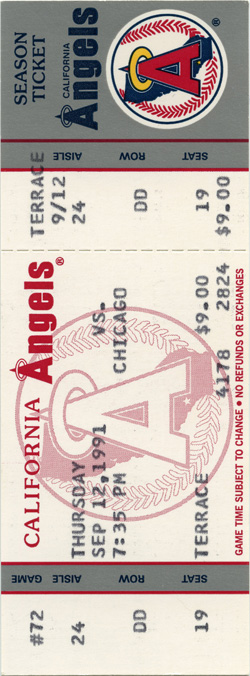 SEASON
TICKET
CALIFORNIA
Angels
A
®
TERRACE
9/12
AISLE ROW SEAT
24 DD 19
$9.00
CALIFORNIA Angels®
A
THURSDAY
SEP 12,1991 VS.
7:35 PM CHICAGO
TERRACE $9.00
4178 2824
GAME TIME SUBJECT TO CHANGE • NO REFUNDS OR EXCHANGES
GAME AISLE ROW SEAT
#72 24 DD 19